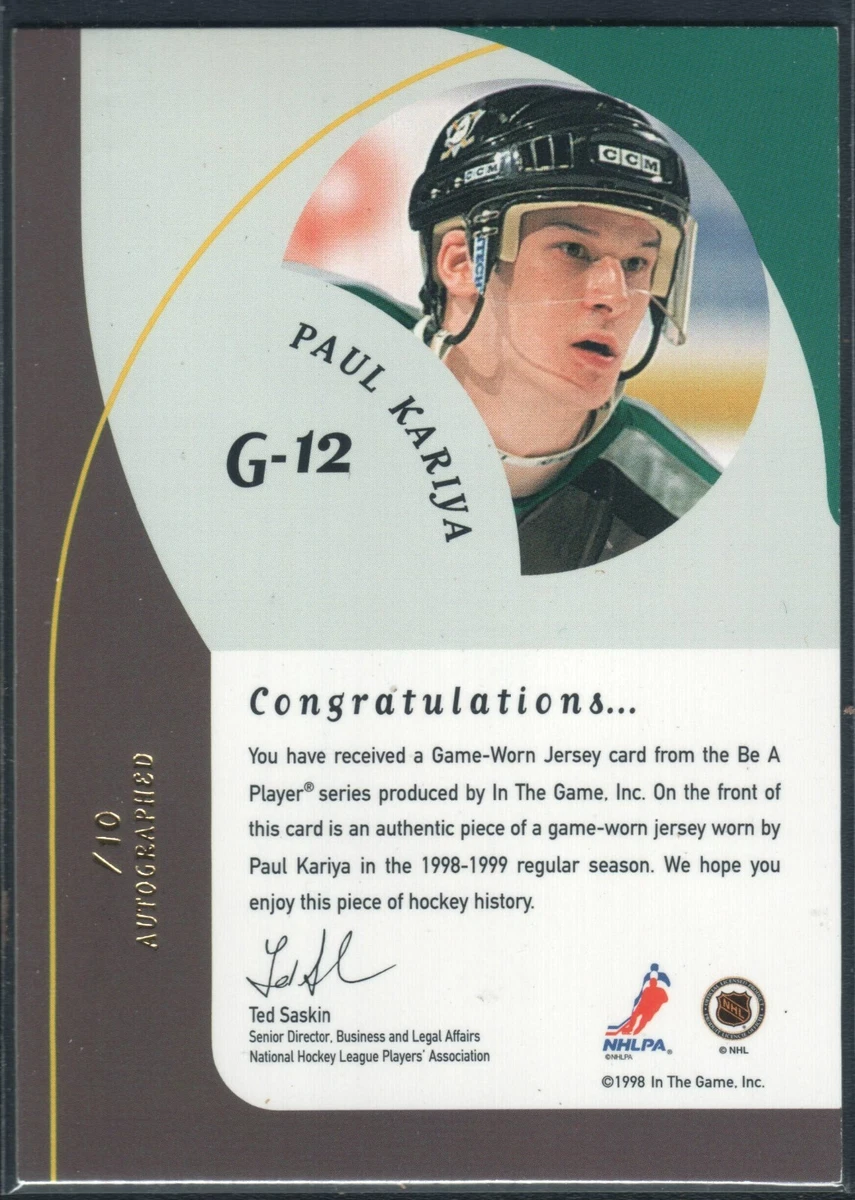 CCM
CCM
TECH
PAUL KARIYA
G-12
Congratulations...
You have received a Game-Worn Jersey card from the Be A
Player® series produced by In The Game, Inc. On the front of
this card is an authentic piece of a game-worn jersey worn by
Paul Kariya in the 1998-1999 regular season. We hope you
enjoy this piece of hockey history.
Ted Saskin
Senior Director, Business and Legal Affairs
National Hockey League Players' Association
/10
AUTOGRAPHED
NHLPA®
©NHLPA
NHL
© NHL
©1998 In The Game, Inc.